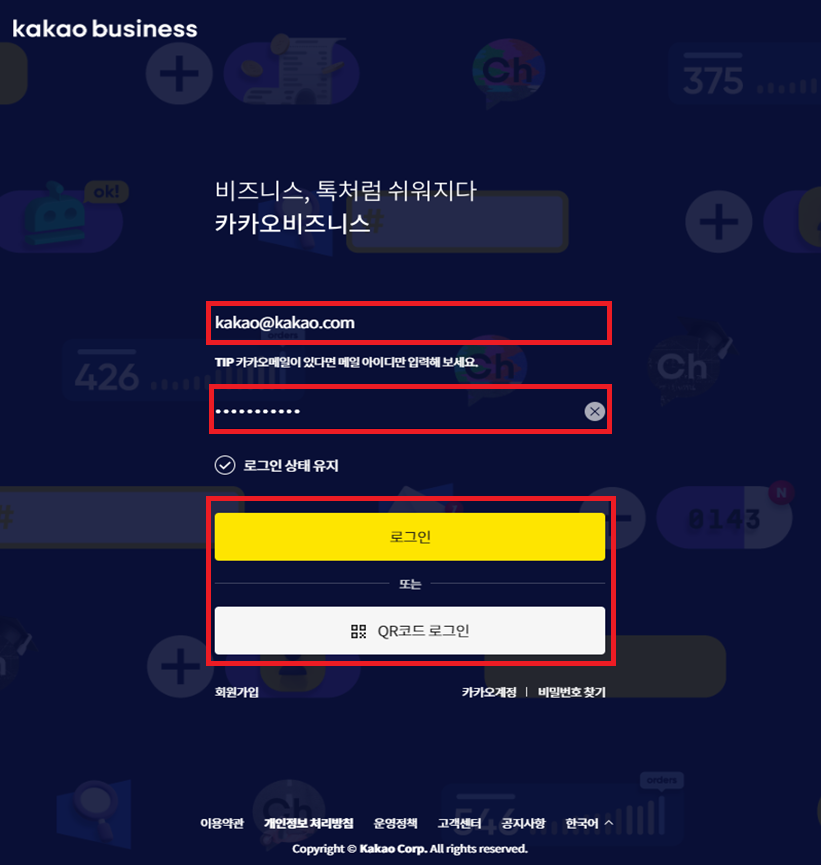 kakao business
Ch
375
ok!
#
비즈니스, 톡처럼 쉬워지다
카카오비즈니스
kakao@kakao.com
TIP 카카오메일이 있다면 메일 아이디만 입력해 보세요.
426
Ch
Ch
•••••••••••
로그인 상태 유지
#
N
0143
로그인
또는
QR코드 로그인
회원가입
카카오계정 | 비밀번호 찾기
orders
Ch
546
이용약관 개인정보 처리방침 운영정책 고객센터 공지사항 한국어
Copyright © Kakao Corp. All rights reserved.